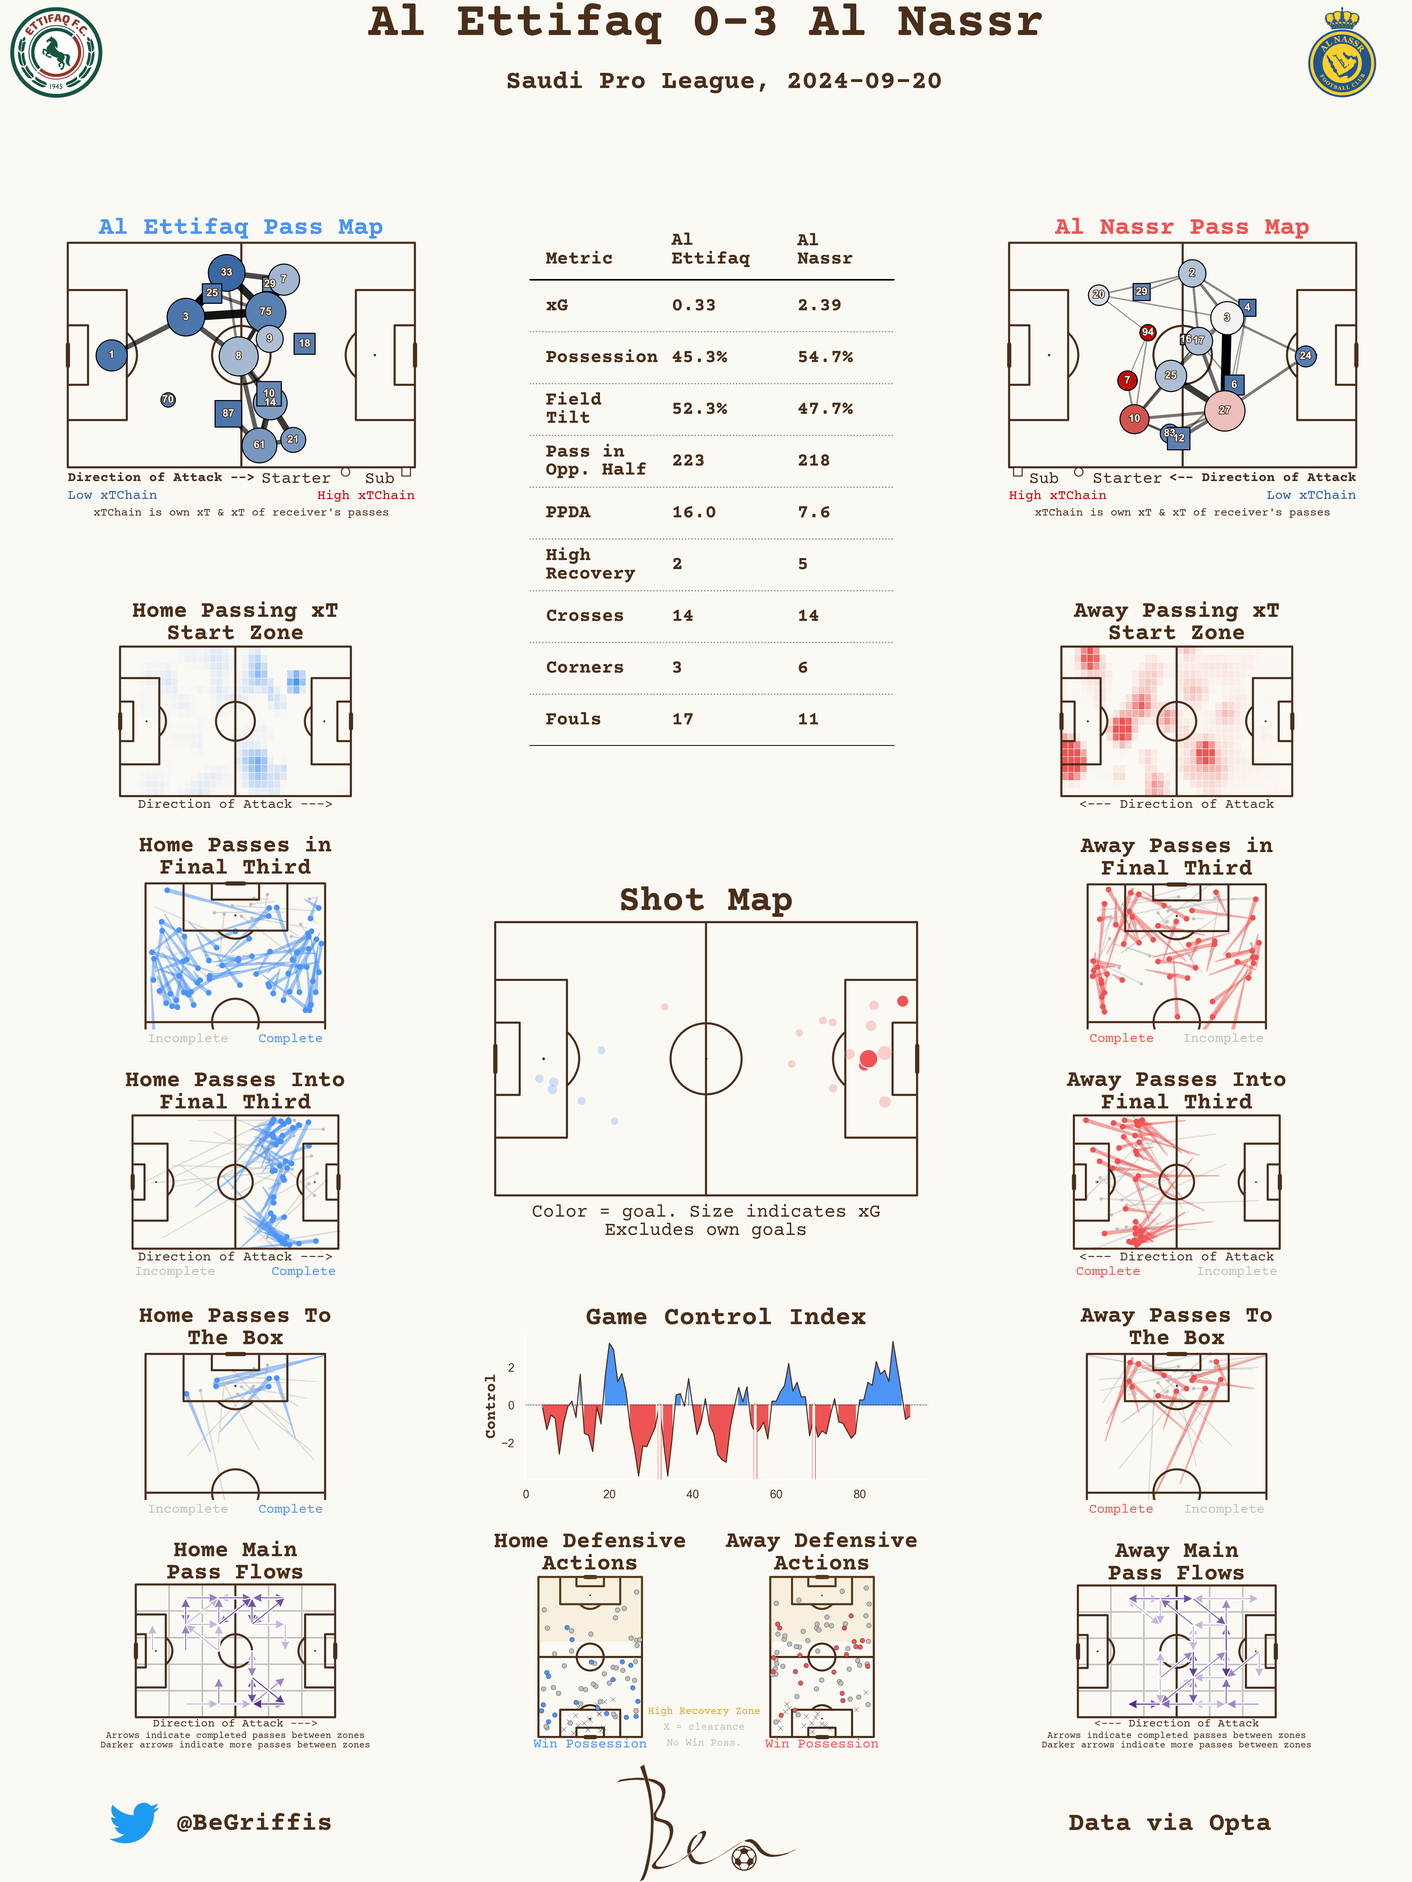 Al Ettifaq 0-3 Al Nassr
Saudi Pro League, 2024-09-20
ETTIFAQ F.C.
1945
AL NASSR
FOOTBALL CLUB
Al Ettifaq Pass Map
33
7
29
25
75
3
9
18
8
1
10
14
70
87
61
21
Direction of Attack --> Starter Sub
Low xTChain High xTChain
xTChain is own xT & xT of receiver's passes
Metric Al Ettifaq Al Nassr
xG 0.33 2.39
Possession 45.3% 54.7%
Field Tilt 52.3% 47.7%
Pass in Opp. Half 223 218
PPDA 16.0 7.6
High Recovery 2 5
Crosses 14 14
Corners 3 6
Fouls 17 11
Al Nassr Pass Map
2
20
29
4
3
94
16
17
24
25
7
6
10
27
83
12
Sub Starter <-- Direction of Attack
High xTChain Low xTChain
xTChain is own xT & xT of receiver's passes
Home Passing xT
Start Zone
Direction of Attack --->
Away Passing xT
Start Zone
<--- Direction of Attack
Home Passes in
Final Third
Incomplete Complete
Away Passes in
Final Third
Complete Incomplete
Shot Map
Color = goal. Size indicates xG
Excludes own goals
Home Passes Into
Final Third
Direction of Attack --->
Incomplete Complete
Away Passes Into
Final Third
<--- Direction of Attack
Complete Incomplete
Home Passes To
The Box
Incomplete Complete
Game Control Index
Control
2
0
−2
0 20 40 60 80
Away Passes To
The Box
Complete Incomplete
Home Main
Pass Flows
Direction of Attack --->
Arrows indicate completed passes between zones
Darker arrows indicate more passes between zones
Home Defensive
Actions
Win Possession
High Recovery Zone
X = clearance
No Win Poss.
Away Defensive
Actions
Win Possession
Away Main
Pass Flows
<--- Direction of Attack
Arrows indicate completed passes between zones
Darker arrows indicate more passes between zones
@BeGriffis
Ben
Data via Opta